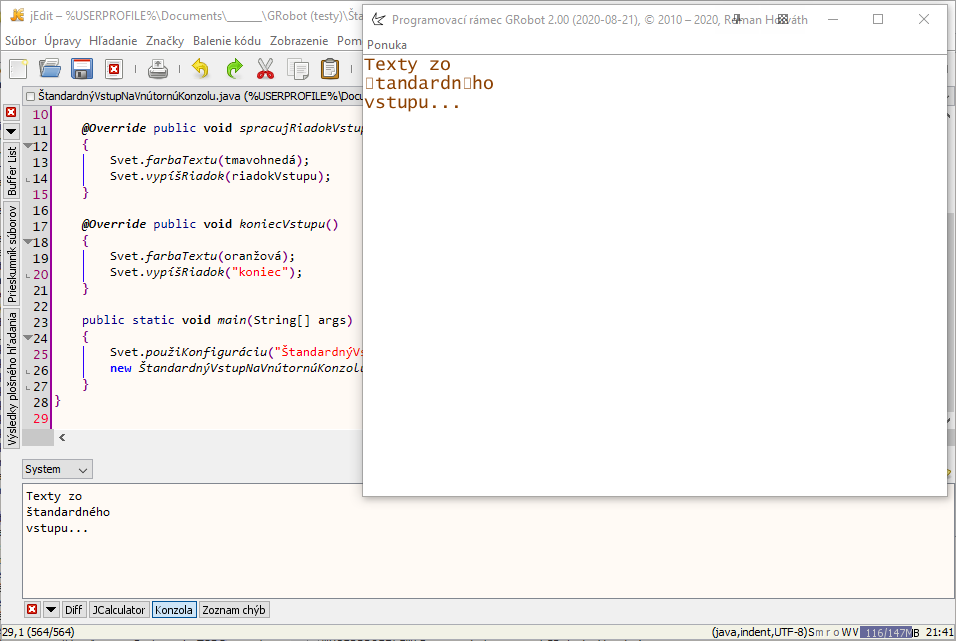 jEdit – %USERPROFILE%\Documents\______\GRobot (testy)\Šta
Súbor Úpravy Hľadanie Značky Balenie kódu Zobrazenie Pom
ŠtandardnýVstupNaVnútornúKonzolu.java (%USERPROFILE%\Docu
Programovací rámec GRobot 2.00 (2020-08-21), © 2010 – 2020, Roman Horváth
Ponuka
Texty zo
▯tandardn▯ho
vstupu...
Buffer List
Prieskumník súborov
Výsledky plošného hľadania
10
11 @Override public void spracujRiadokVstup
12 {
13 Svet.farbaTextu(tmavohnedá);
14 Svet.vypíšRiadok(riadokVstupu);
15 }
16
17 @Override public void koniecVstupu()
18 {
19 Svet.farbaTextu(oranžová);
20 Svet.vypíšRiadok("koniec");
21 }
22
23 public static void main(String[] args)
24 {
25 Svet.použiKonfiguráciu("ŠtandardnýVs
26 new ŠtandardnýVstupNaVnútornúKonzolu
27 }
28 }
29
System
Texty zo
štandardného
vstupu...
Diff JCalculator Konzola Zoznam chýb
29,1 (564/564) (java,indent,UTF-8)Smro WV 116/147MB 21:41